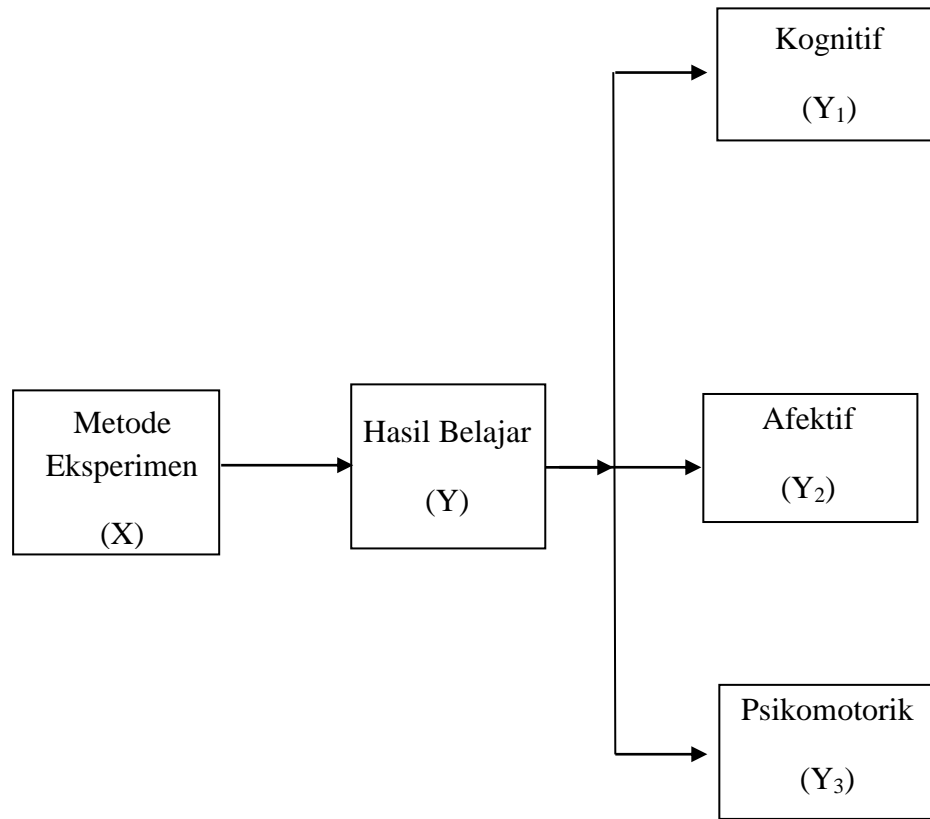 Kognitif
(Y₁)
Metode
Eksperimen
(X)
Hasil Belajar
(Y)
Afektif
(Y₂)
Psikomotorik
(Y₃)